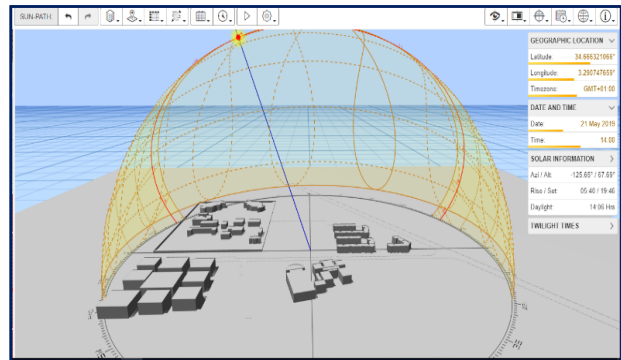 SUN-PATH:
GEOGRAPHIC LOCATION
Latitude: 34.666321066°
Longitude: 3.290747659°
Timezone: GMT+01:00
DATE AND TIME
Date: 21 May 2019
Time: 14:00
SOLAR INFORMATION
Azi / Alt: -125.66° / 67.69°
Rise / Set: 05:40 / 19:46
Daylight: 14:06 Hrs
TWILIGHT TIMES